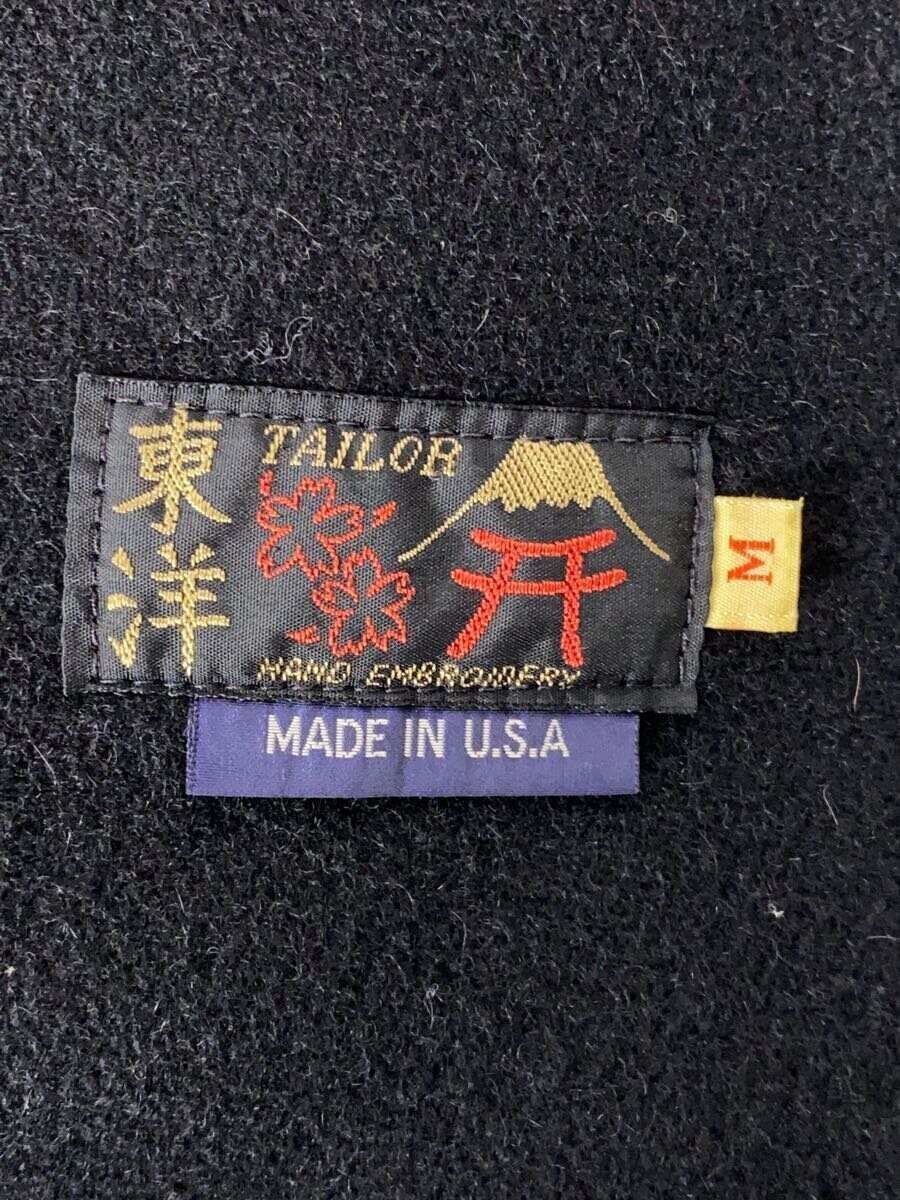 東洋
TAILOR
HAND EMBROIDERY
M
MADE IN U.S.A